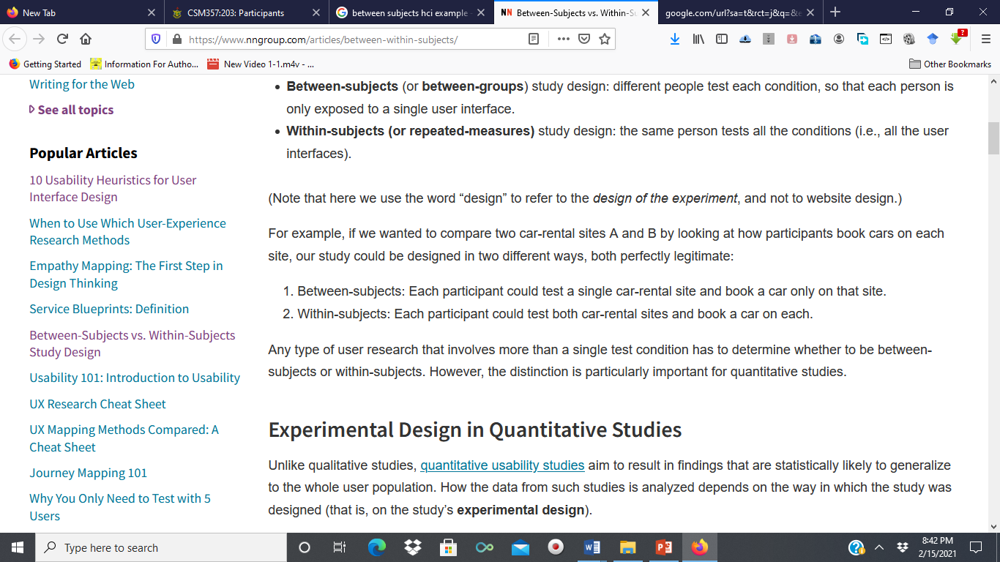 New Tab
CSM357:203: Participants
between subjects hci example
Between-Subjects vs. Within-Su
google.com/url?sa=t&rct=j&q=&e
https://www.nngroup.com/articles/between-within-subjects/
?
Getting Started
Information For Autho...
New Video 1-1.m4v - ...
Other Bookmarks
Writing for the Web
See all topics
Popular Articles
10 Usability Heuristics for User
Interface Design
When to Use Which User-Experience
Research Methods
Empathy Mapping: The First Step in
Design Thinking
Service Blueprints: Definition
Between-Subjects vs. Within-Subjects
Study Design
Usability 101: Introduction to Usability
UX Research Cheat Sheet
UX Mapping Methods Compared: A
Cheat Sheet
Journey Mapping 101
Why You Only Need to Test with 5
Users
• Between-subjects (or between-groups) study design: different people test each condition, so that each person is
only exposed to a single user interface.
• Within-subjects (or repeated-measures) study design: the same person tests all the conditions (i.e., all the user
interfaces).
(Note that here we use the word “design” to refer to the design of the experiment, and not to website design.)
For example, if we wanted to compare two car-rental sites A and B by looking at how participants book cars on each
site, our study could be designed in two different ways, both perfectly legitimate:
1. Between-subjects: Each participant could test a single car-rental site and book a car only on that site.
2. Within-subjects: Each participant could test both car-rental sites and book a car on each.
Any type of user research that involves more than a single test condition has to determine whether to be between-
subjects or within-subjects. However, the distinction is particularly important for quantitative studies.
Experimental Design in Quantitative Studies
Unlike qualitative studies, quantitative usability studies aim to result in findings that are statistically likely to generalize
to the whole user population. How the data from such studies is analyzed depends on the way in which the study was
designed (that is, on the study’s experimental design).
Type here to search
8:42 PM
2/15/2021